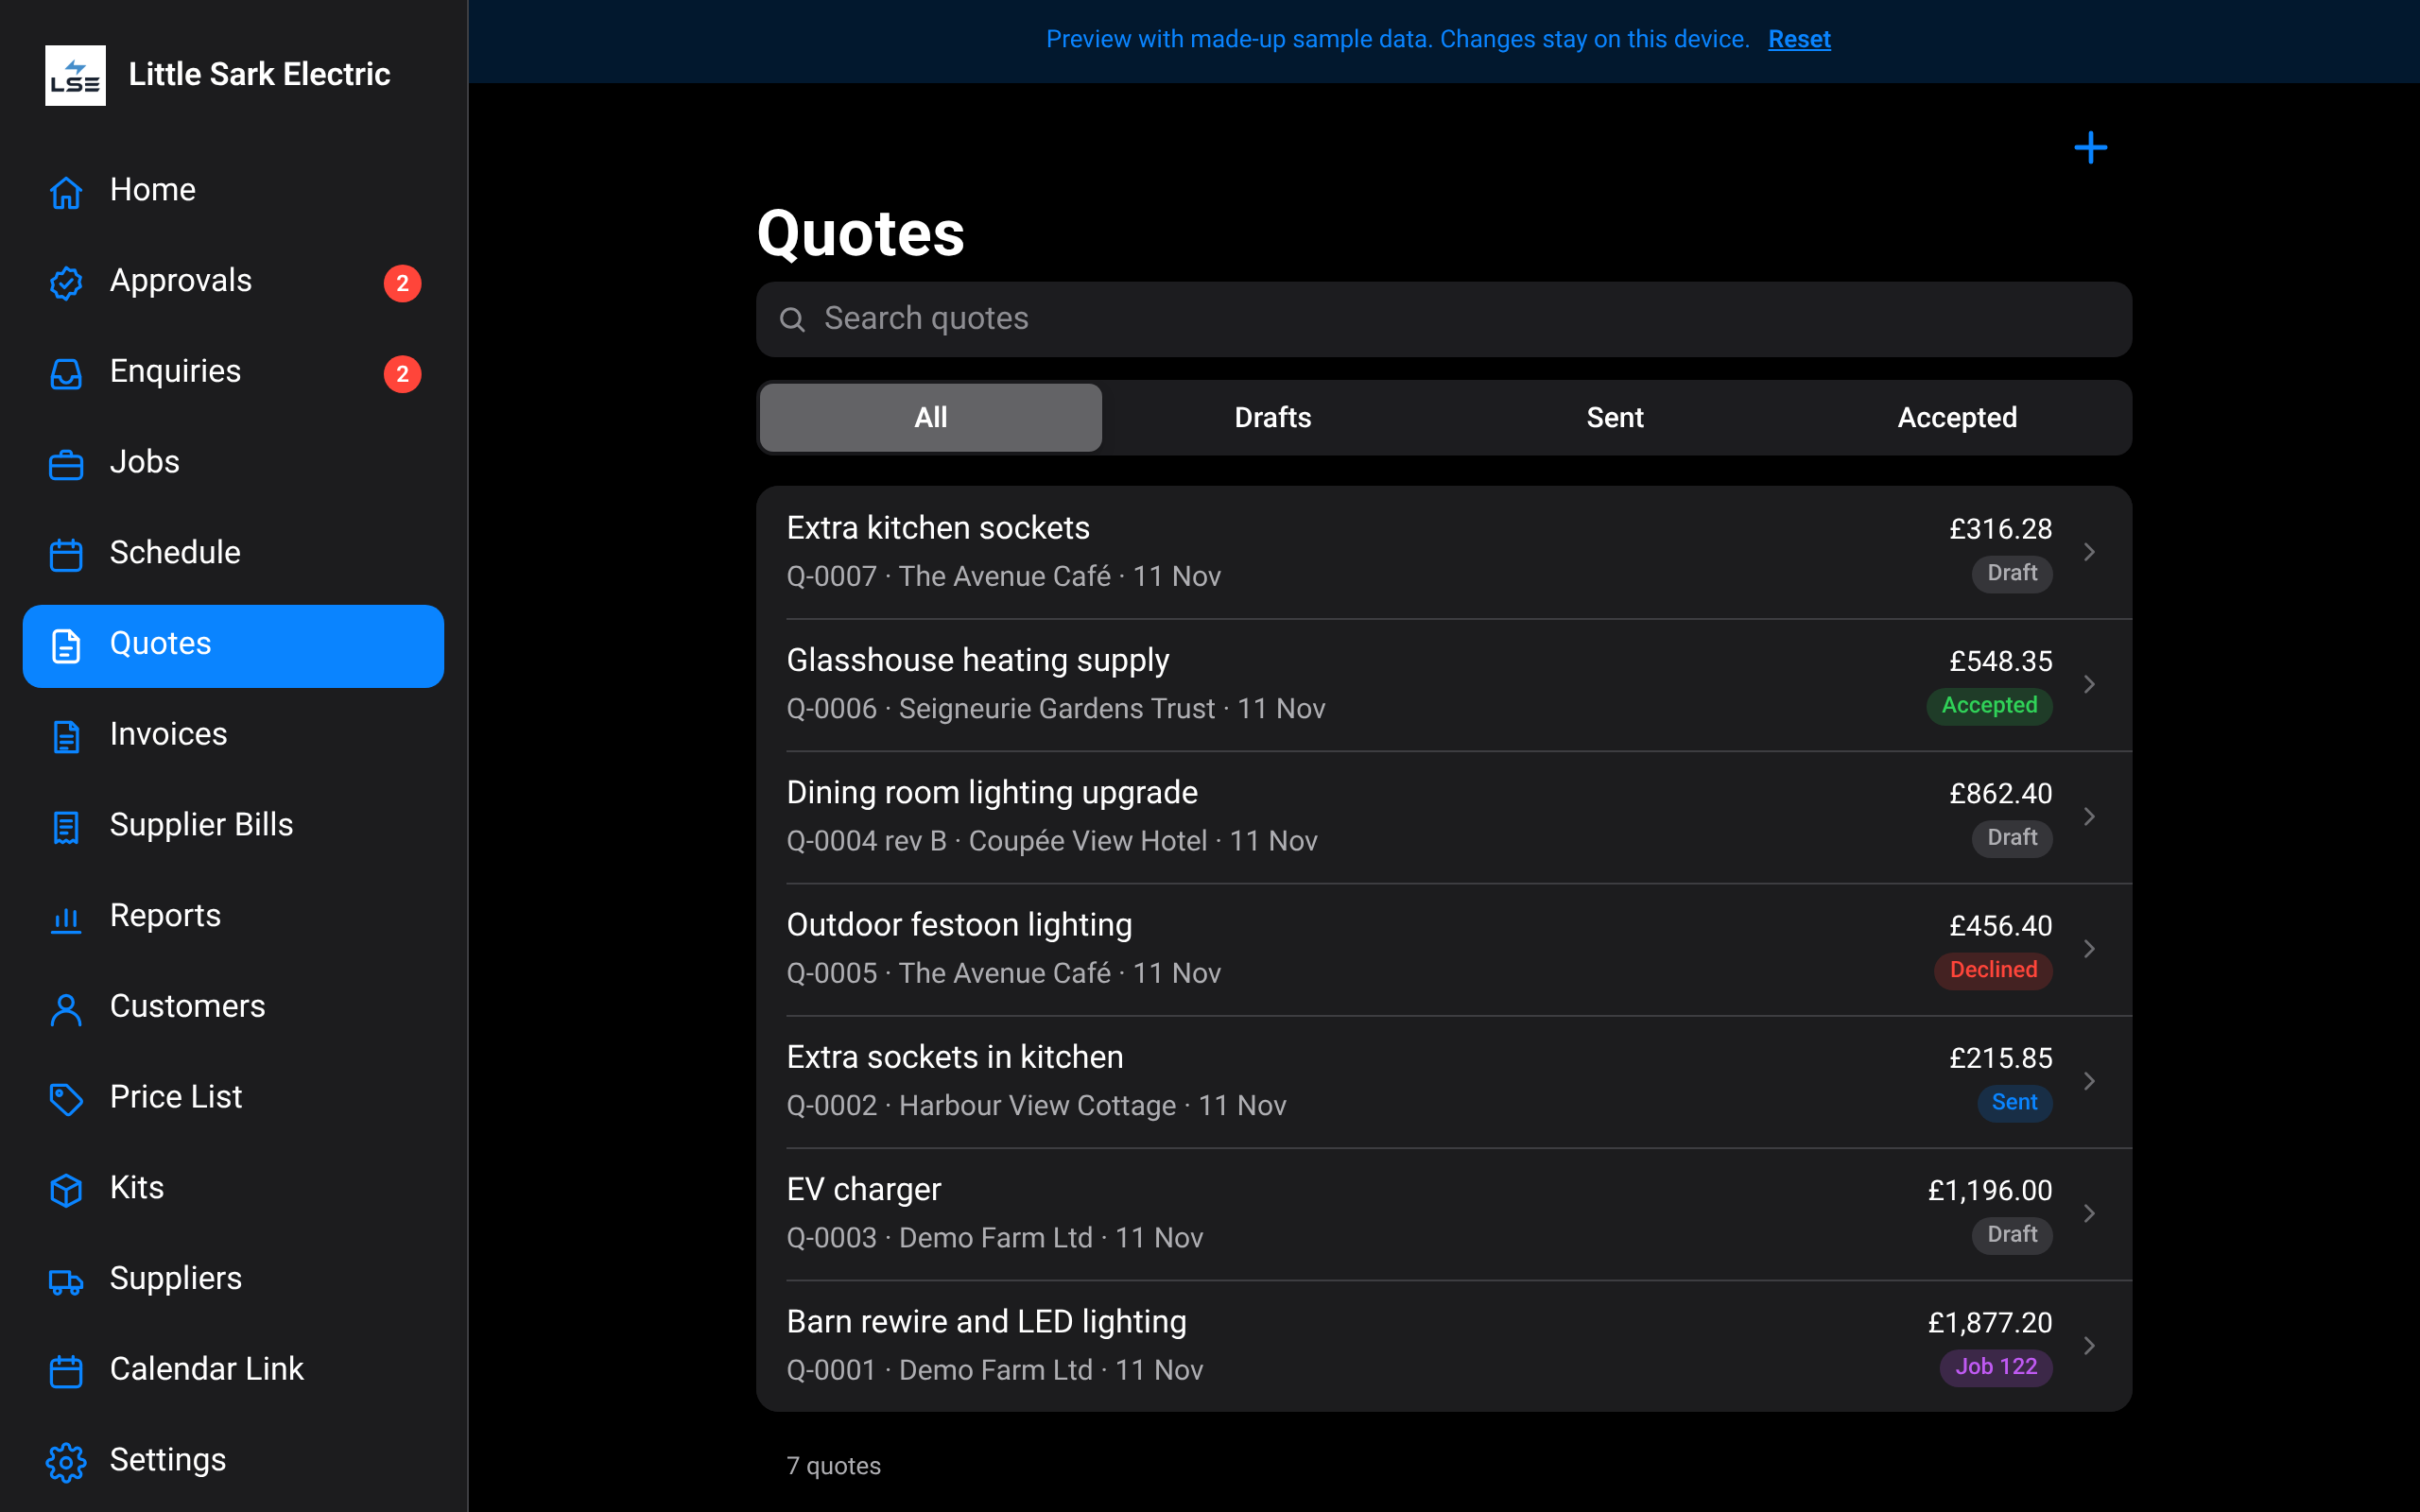 LSE
Little Sark Electric
Home
Approvals 2
Enquiries 2
Jobs
Schedule
Quotes
Invoices
Supplier Bills
Reports
Customers
Price List
Kits
Suppliers
Calendar Link
Settings
Preview with made-up sample data. Changes stay on this device. Reset
Quotes
Search quotes
All Drafts Sent Accepted
Extra kitchen sockets £316.28
Q-0007 · The Avenue Café · 11 Nov Draft
Glasshouse heating supply £548.35
Q-0006 · Seigneurie Gardens Trust · 11 Nov Accepted
Dining room lighting upgrade £862.40
Q-0004 rev B · Coupée View Hotel · 11 Nov Draft
Outdoor festoon lighting £456.40
Q-0005 · The Avenue Café · 11 Nov Declined
Extra sockets in kitchen £215.85
Q-0002 · Harbour View Cottage · 11 Nov Sent
EV charger £1,196.00
Q-0003 · Demo Farm Ltd · 11 Nov Draft
Barn rewire and LED lighting £1,877.20
Q-0001 · Demo Farm Ltd · 11 Nov Job 122
7 quotes